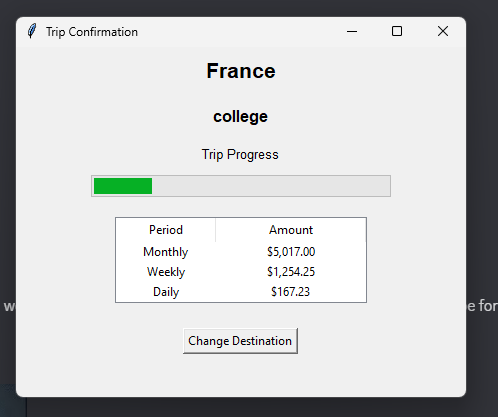 Trip Confirmation
France
college
Trip Progress
Period Amount
Monthly $5,017.00
Weekly $1,254.25
Daily $167.23
for
Change Destination